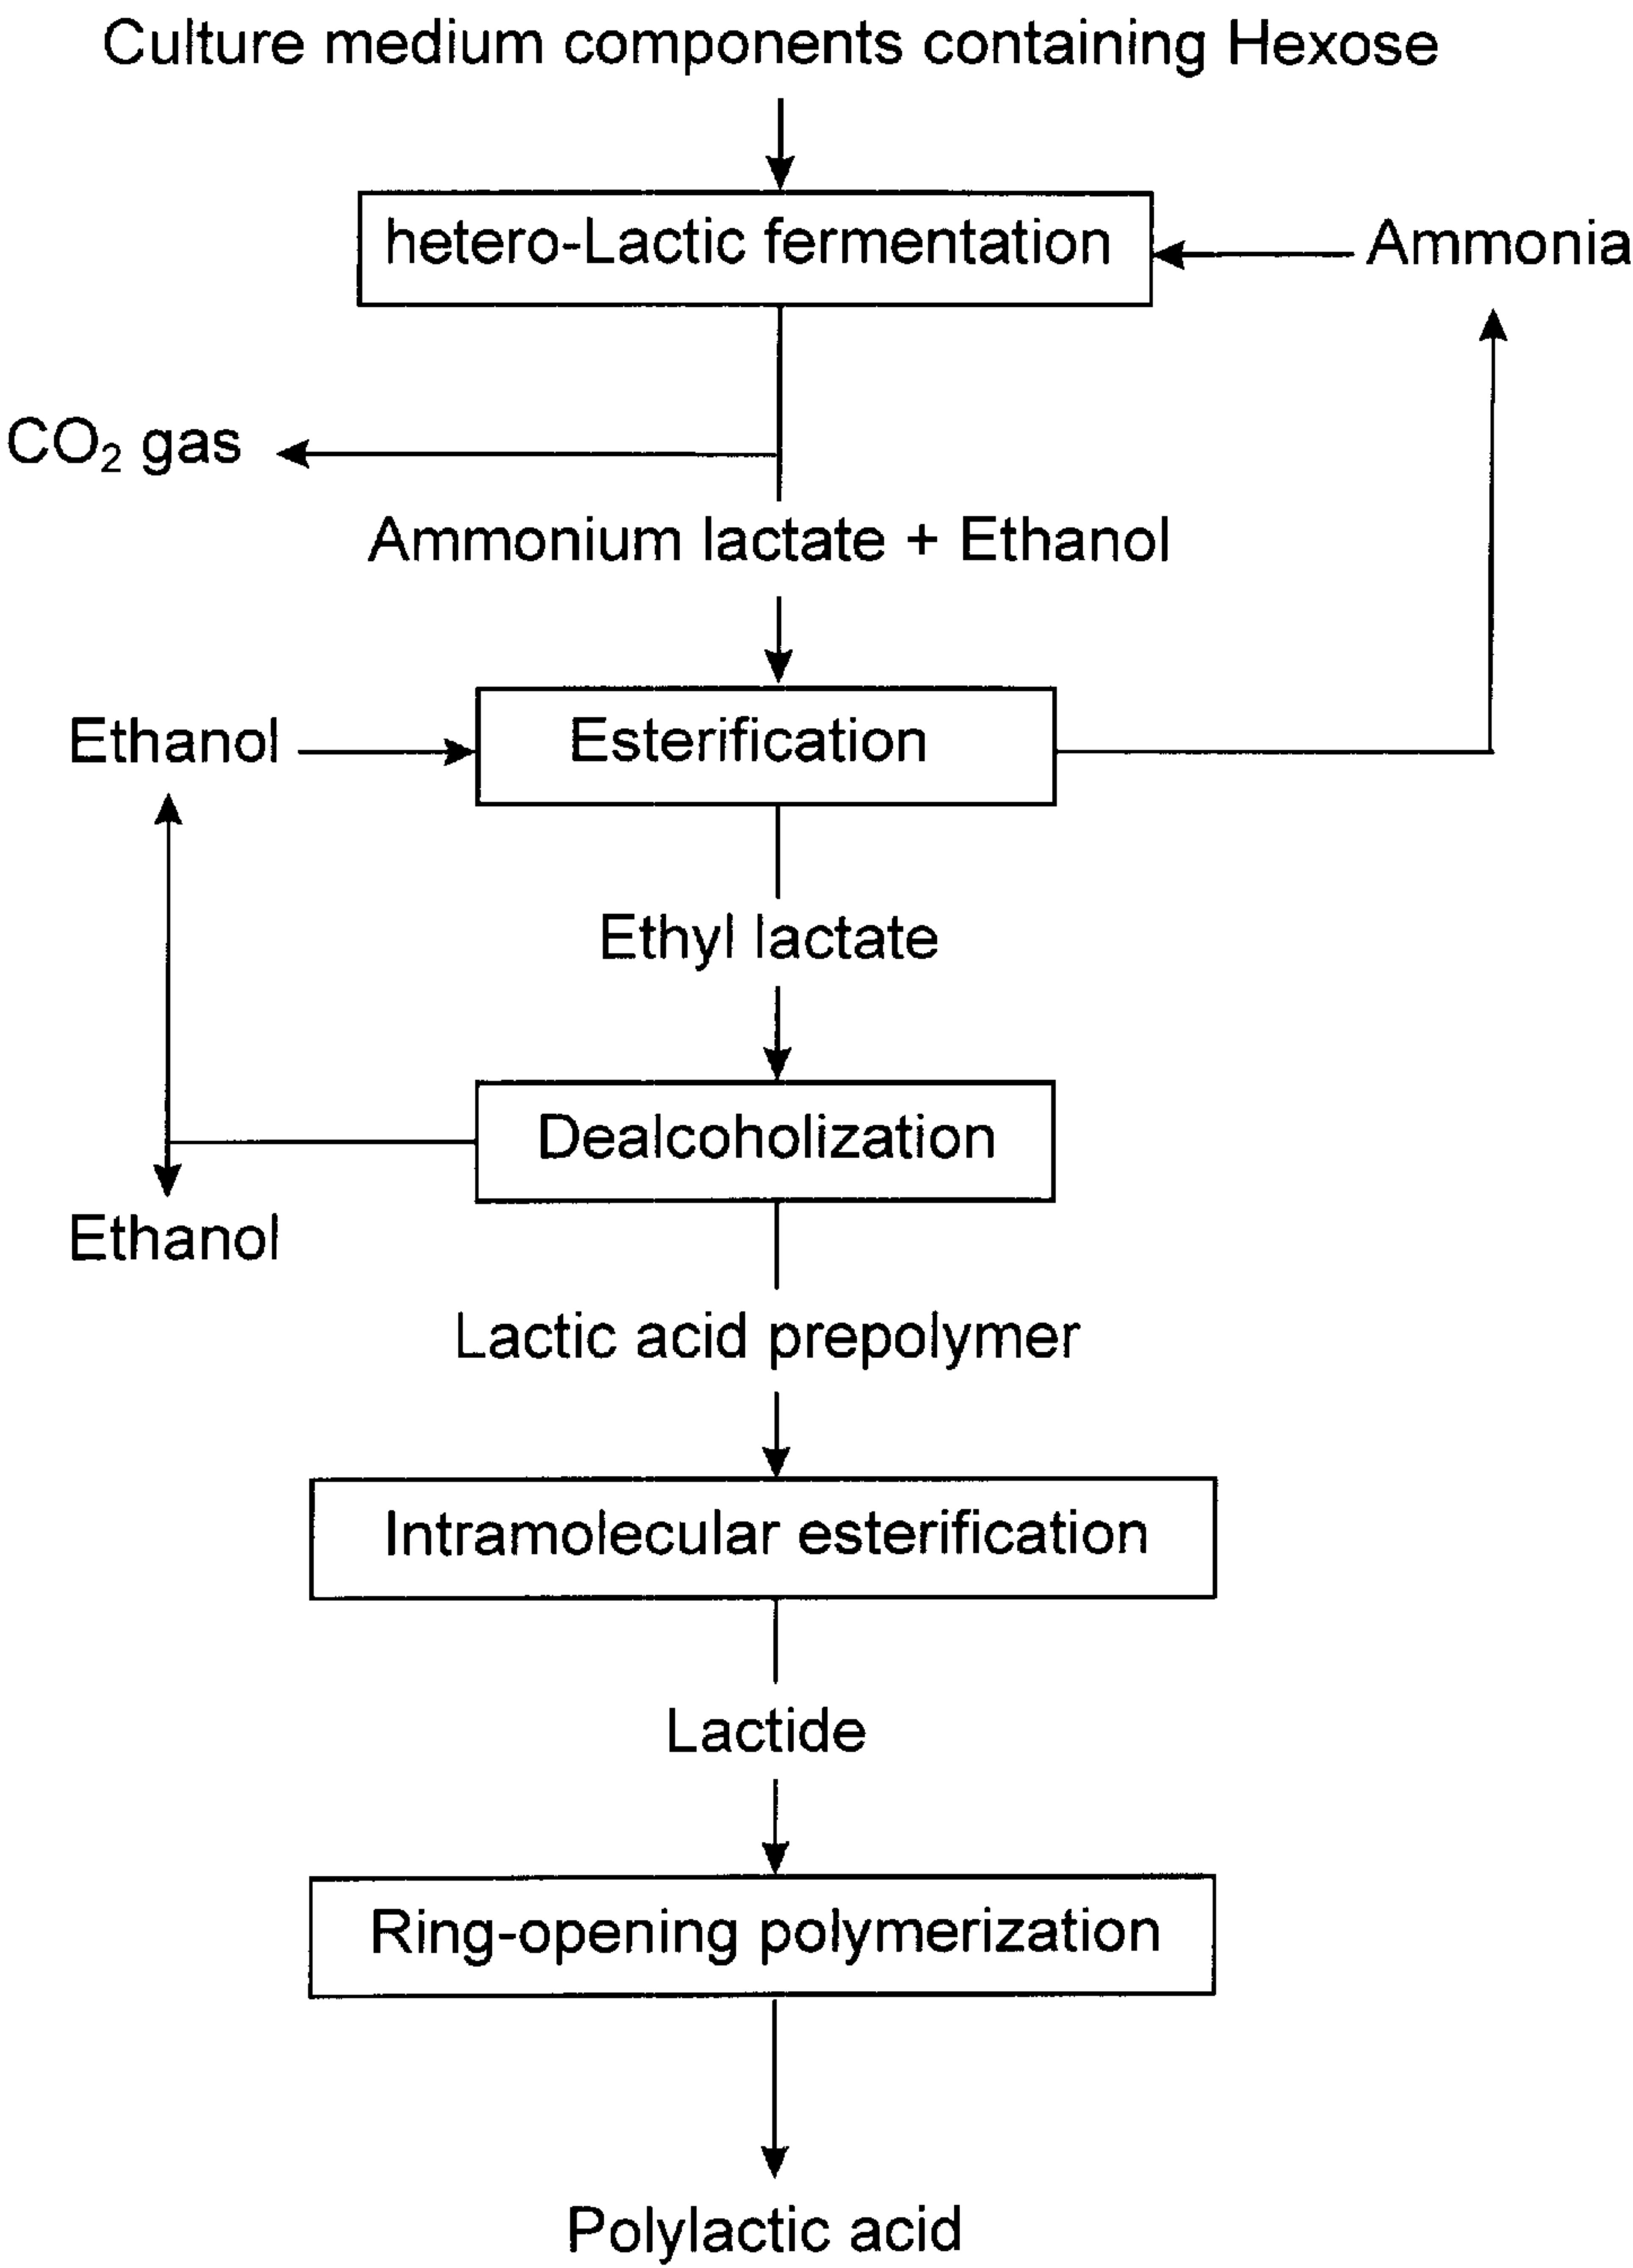 Culture medium components containing Hexose
hetero-Lactic fermentation
Ammonia
CO₂ gas
Ammonium lactate + Ethanol
Ethanol
Esterification
Ethyl lactate
Dealcoholization
Ethanol
Lactic acid prepolymer
Intramolecular esterification
Lactide
Ring-opening polymerization
Polylactic acid